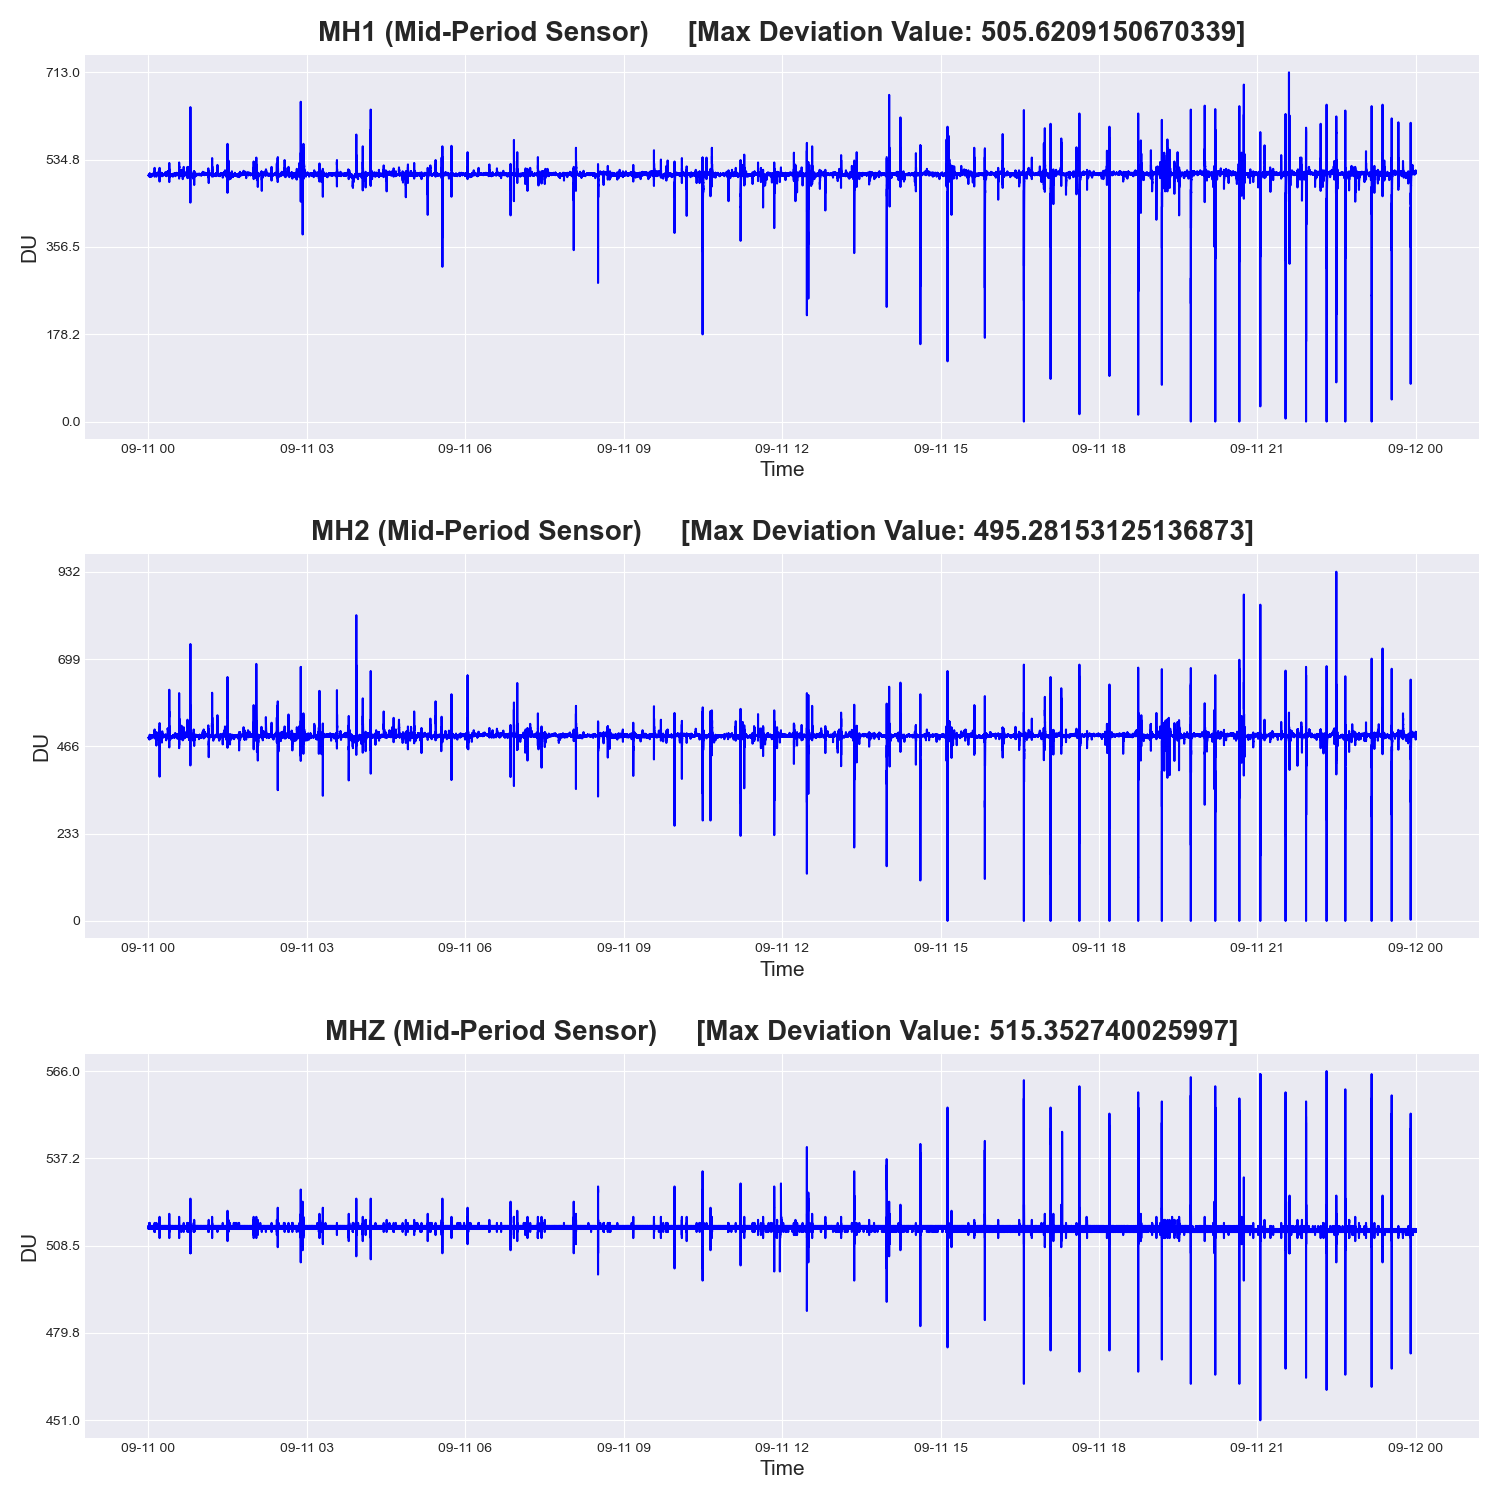 MH1 (Mid-Period Sensor) [Max Deviation Value: 505.6209150670339]
713.0
534.8
356.5
178.2
0.0
DU
09-11 00 09-11 03 09-11 06 09-11 09 09-11 12 09-11 15 09-11 18 09-11 21 09-12 00
Time
MH2 (Mid-Period Sensor) [Max Deviation Value: 495.28153125136873]
932
699
466
233
0
DU
09-11 00 09-11 03 09-11 06 09-11 09 09-11 12 09-11 15 09-11 18 09-11 21 09-12 00
Time
MHZ (Mid-Period Sensor) [Max Deviation Value: 515.352740025997]
566.0
537.2
508.5
479.8
451.0
DU
09-11 00 09-11 03 09-11 06 09-11 09 09-11 12 09-11 15 09-11 18 09-11 21 09-12 00
Time